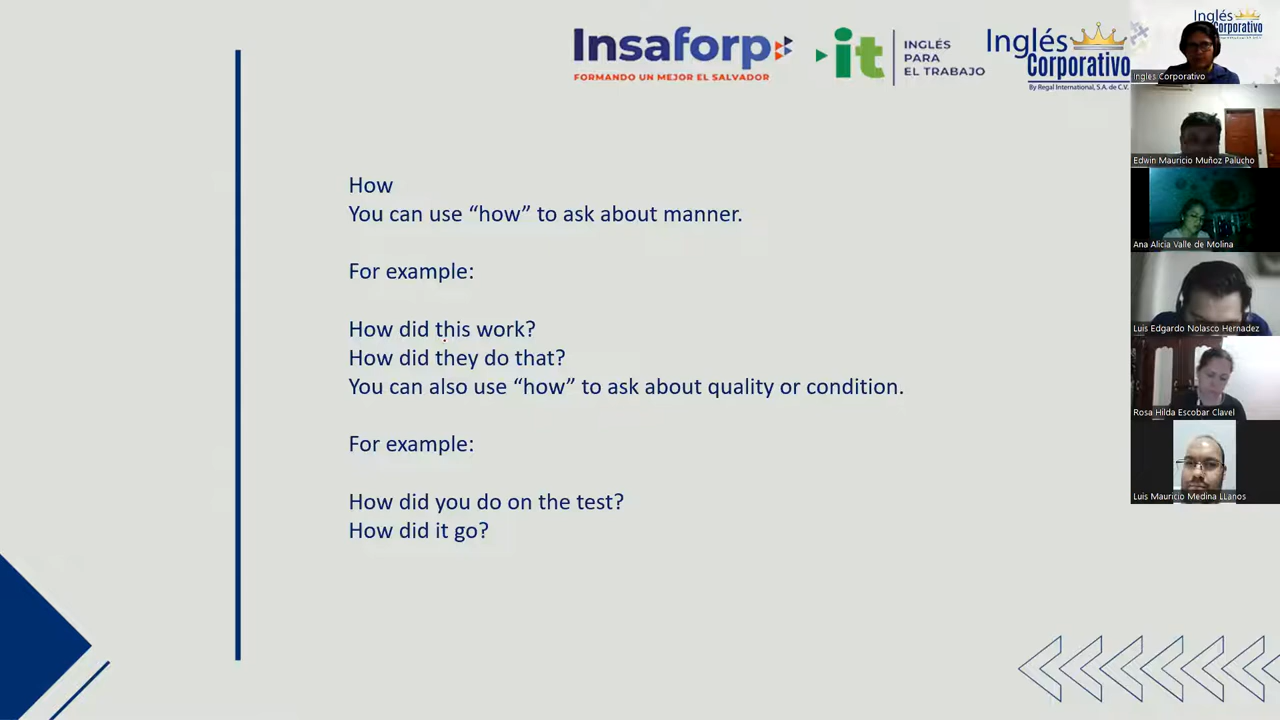 Insaforp
FORMANDO UN MEJOR EL SALVADOR
it
INGLÉS
PARA
EL TRABAJO
Inglés
Corporativo
By Regal International, S.A. de C.V.
How
You can use “how” to ask about manner.
For example:
How did this work?
How did they do that?
You can also use “how” to ask about quality or condition.
For example:
How did you do on the test?
How did it go?
Inglés
Corporativo
Ingles Corporativo
Edwin Mauricio Muñoz Palucho
Ana Alicia Valle de Molina
Luis Edgardo Nolasco Hernadez
Rosa Hilda Escobar Clavel
Luis Mauricio Medina LLanos